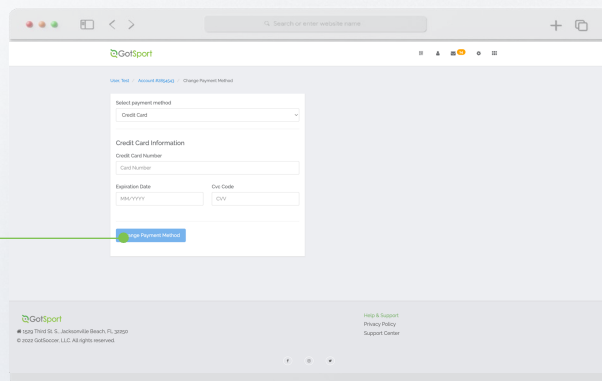 Search or enter website name
GotSport
User, Test / Account / Change Payment Method
Select payment method
Credit Card
Credit Card Information
Credit Card Number
Card Number
Expiration Date
Cvc Code
MM/YYYY
CVV
Change Payment Method
GotSport
1529 Third St. S., Jacksonville Beach, FL 32250
© 2022 GotSoccer, LLC. All rights reserved.
Help & Support
Privacy Policy
Support Center